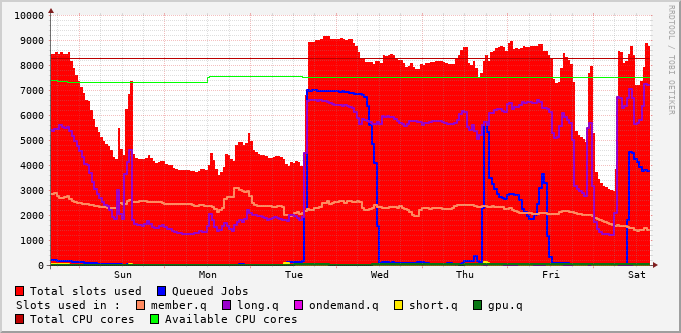 10000
9000
8000
7000
6000
5000
4000
3000
2000
1000
0
Sun Mon Tue Wed Thu Fri Sat
RRDTOOL / TOBI OETIKER
Total slots used Queued Jobs
Slots used in : member.q long.q ondemand.q short.q gpu.q
Total CPU cores Available CPU cores